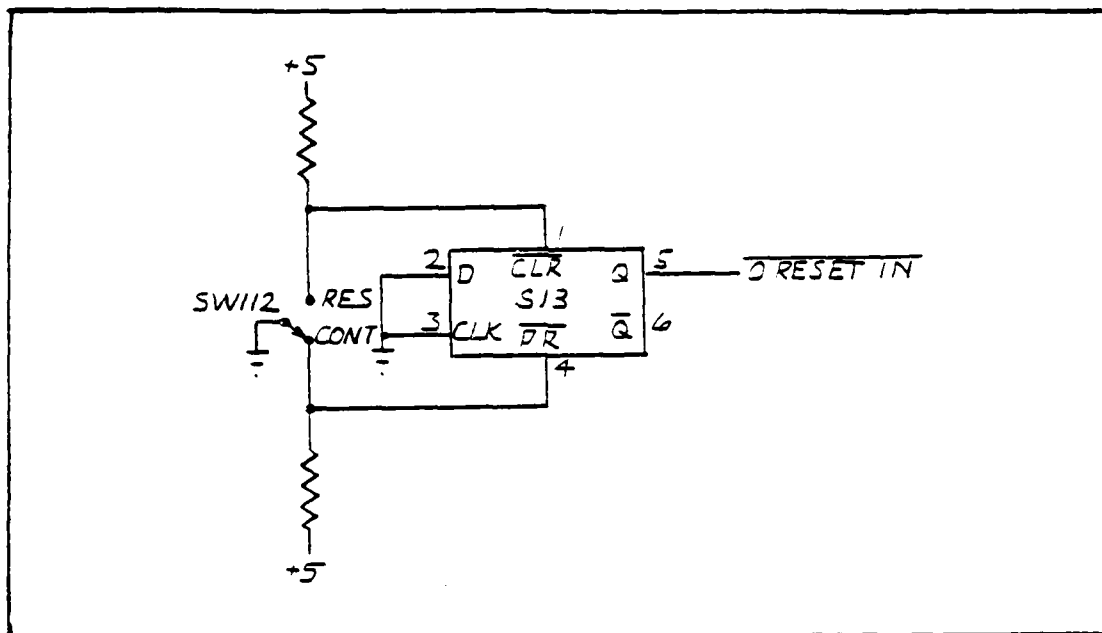 +5
1
2 D CLR Q 5 O RESET IN
S13
SW112 RES
CONT 3 CLK PR Q 6
4
+5